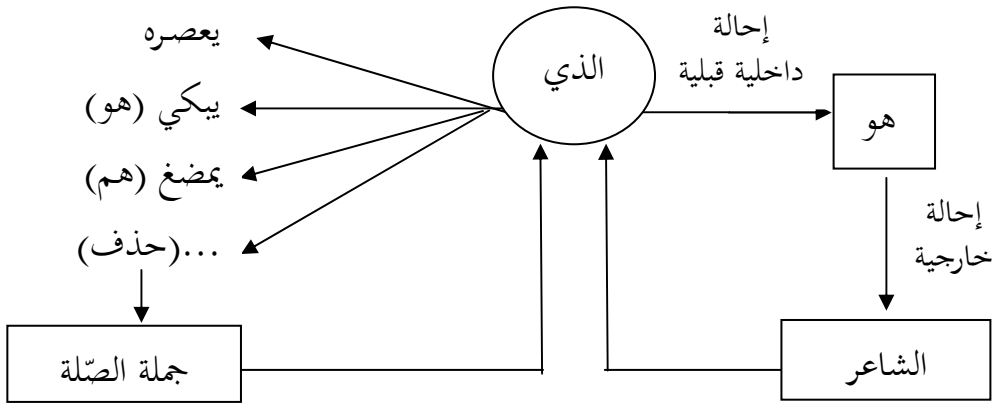 إحالة
داخلية قبلية
الذي
هو
يعصره
يبكي (هو)
يمضغ (هم)
...(حذف)
إحالة
خارجية
الشاعر
جملة الصّلة